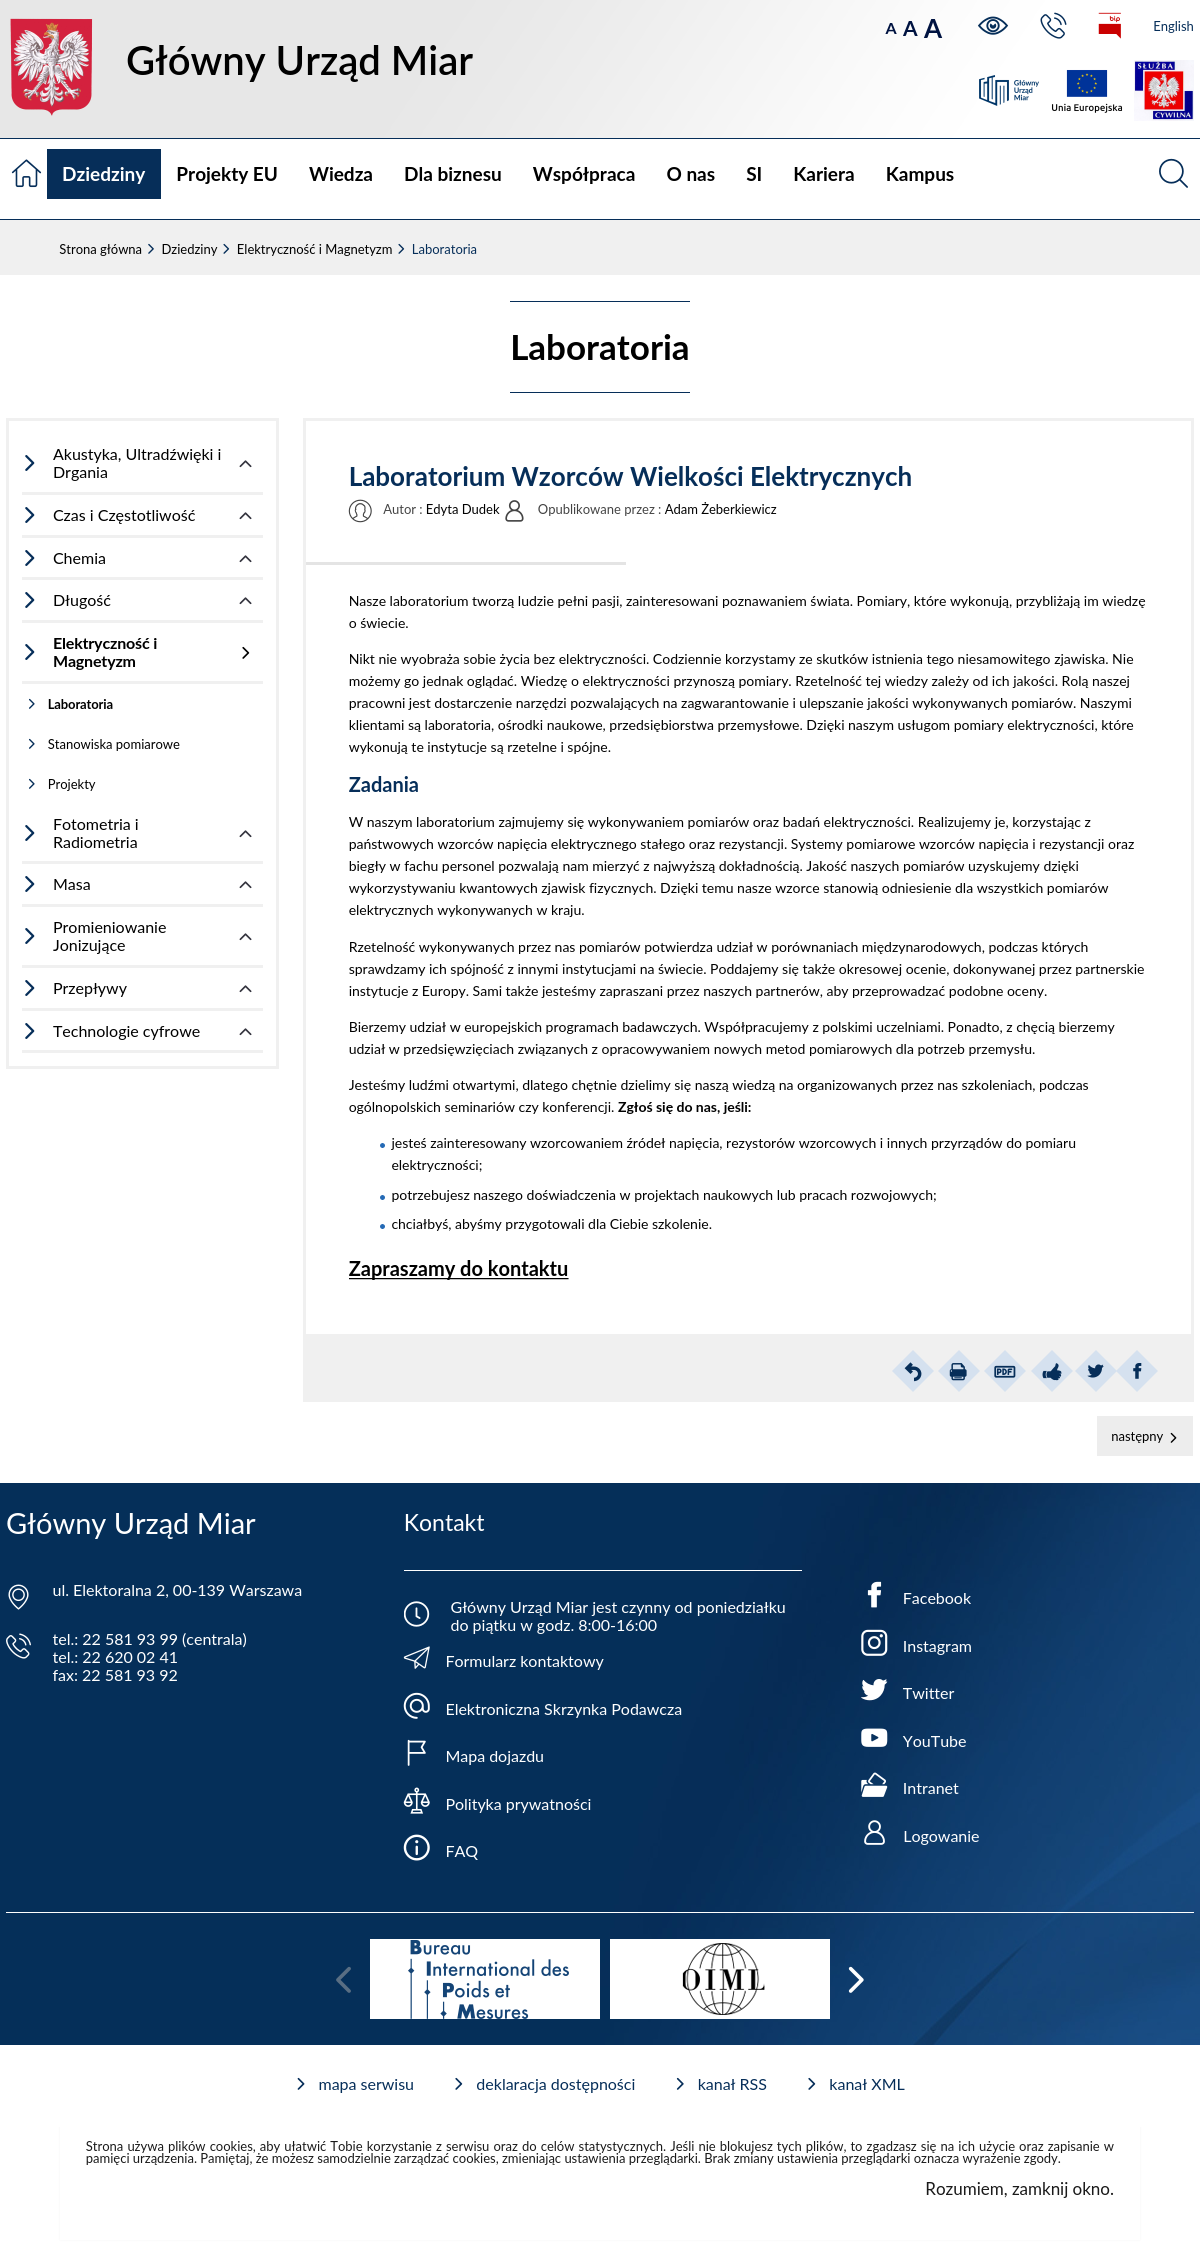 Główny Urząd Miar
A A A
bip
English
Główny
Urząd
Miar
Unia Europejska
SŁUŻBA
CYWILNA
Dziedziny Projekty EU Wiedza Dla biznesu Współpraca O nas SI Kariera Kampus
Strona główna Dziedziny Elektryczność i Magnetyzm Laboratoria
Laboratoria
Akustyka, Ultradźwięki i
Drgania
Czas i Częstotliwość
Chemia
Długość
Elektryczność i
Magnetyzm
Laboratoria
Stanowiska pomiarowe
Projekty
Fotometria i
Radiometria
Masa
Promieniowanie
Jonizujące
Przepływy
Technologie cyfrowe
Laboratorium Wzorców Wielkości Elektrycznych
Autor : Edyta Dudek Opublikowane przez : Adam Żeberkiewicz
Nasze laboratorium tworzą ludzie pełni pasji, zainteresowani poznawaniem świata. Pomiary, które wykonują, przybliżają im wiedzę
o świecie.
Nikt nie wyobraża sobie życia bez elektryczności. Codziennie korzystamy ze skutków istnienia tego niesamowitego zjawiska. Nie
możemy go jednak oglądać. Wiedzę o elektryczności przynoszą pomiary. Rzetelność tej wiedzy zależy od ich jakości. Rolą naszej
pracowni jest dostarczenie narzędzi pozwalających na zagwarantowanie i ulepszanie jakości wykonywanych pomiarów. Naszymi
klientami są laboratoria, ośrodki naukowe, przedsiębiorstwa przemysłowe. Dzięki naszym usługom pomiary elektryczności, które
wykonują te instytucje są rzetelne i spójne.
Zadania
W naszym laboratorium zajmujemy się wykonywaniem pomiarów oraz badań elektryczności. Realizujemy je, korzystając z
państwowych wzorców napięcia elektrycznego stałego oraz rezystancji. Systemy pomiarowe wzorców napięcia i rezystancji oraz
biegły w fachu personel pozwalają nam mierzyć z najwyższą dokładnością. Jakość naszych pomiarów uzyskujemy dzięki
wykorzystywaniu kwantowych zjawisk fizycznych. Dzięki temu nasze wzorce stanowią odniesienie dla wszystkich pomiarów
elektrycznych wykonywanych w kraju.
Rzetelność wykonywanych przez nas pomiarów potwierdza udział w porównaniach międzynarodowych, podczas których
sprawdzamy ich spójność z innymi instytucjami na świecie. Poddajemy się także okresowej ocenie, dokonywanej przez partnerskie
instytucje z Europy. Sami także jesteśmy zapraszani przez naszych partnerów, aby przeprowadzać podobne oceny.
Bierzemy udział w europejskich programach badawczych. Współpracujemy z polskimi uczelniami. Ponadto, z chęcią bierzemy
udział w przedsięwzięciach związanych z opracowywaniem nowych metod pomiarowych dla potrzeb przemysłu.
Jesteśmy ludźmi otwartymi, dlatego chętnie dzielimy się naszą wiedzą na organizowanych przez nas szkoleniach, podczas
ogólnopolskich seminariów czy konferencji. Zgłoś się do nas, jeśli:
jesteś zainteresowany wzorcowaniem źródeł napięcia, rezystorów wzorcowych i innych przyrządów do pomiaru
elektryczności;
potrzebujesz naszego doświadczenia w projektach naukowych lub pracach rozwojowych;
chciałbyś, abyśmy przygotowali dla Ciebie szkolenie.
Zapraszamy do kontaktu
PDF
następny
Główny Urząd Miar
ul. Elektoralna 2, 00-139 Warszawa
tel.: 22 581 93 99 (centrala)
tel.: 22 620 02 41
fax: 22 581 93 92
Kontakt
Główny Urząd Miar jest czynny od poniedziałku
do piątku w godz. 8:00-16:00
Formularz kontaktowy
Elektroniczna Skrzynka Podawcza
Mapa dojazdu
Polityka prywatności
FAQ
Facebook
Instagram
Twitter
YouTube
Intranet
Logowanie
Bureau
International des
Poids et
Mesures
OIML
mapa serwisu deklaracja dostępności kanał RSS kanał XML
Strona używa plików cookies, aby ułatwić Tobie korzystanie z serwisu oraz do celów statystycznych. Jeśli nie blokujesz tych plików, to zgadzasz się na ich użycie oraz zapisanie w
pamięci urządzenia. Pamiętaj, że możesz samodzielnie zarządzać cookies, zmieniając ustawienia przeglądarki. Brak zmiany ustawienia przeglądarki oznacza wyrażenie zgody.
Rozumiem, zamknij okno.